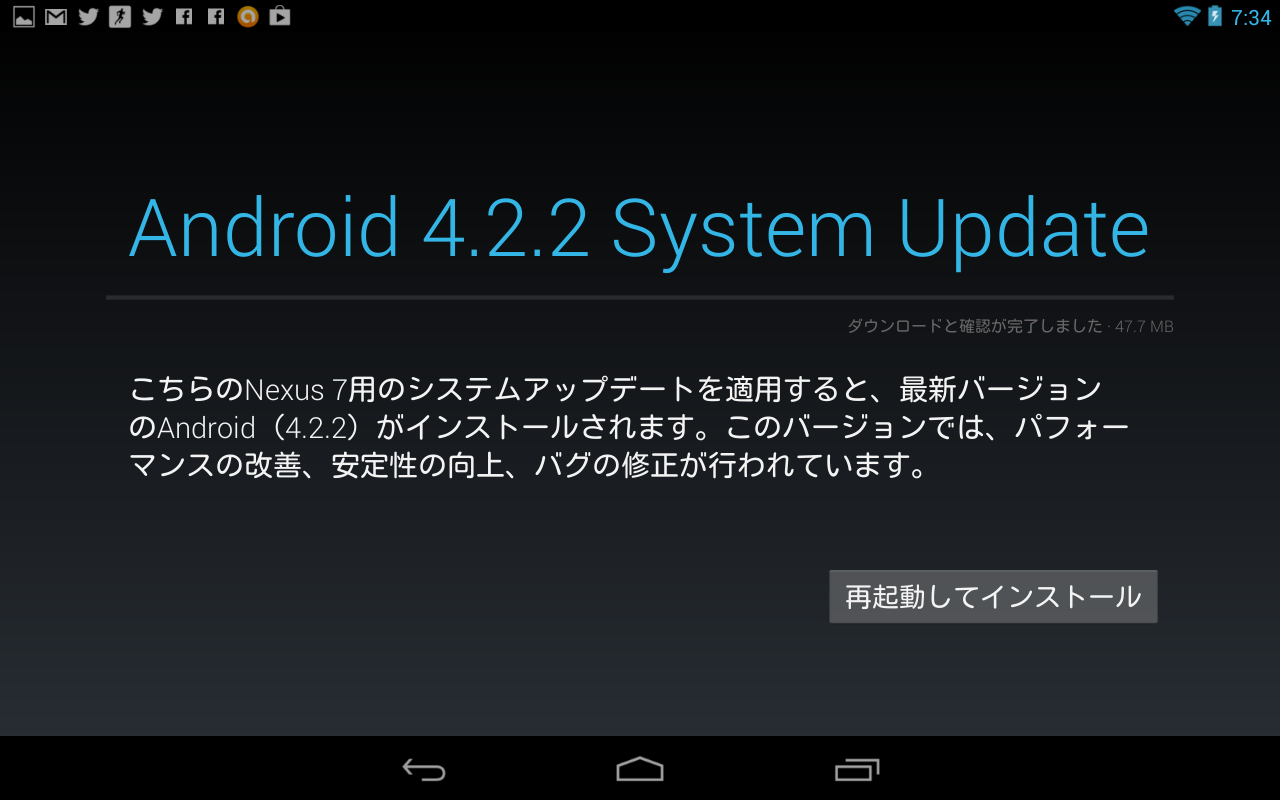 7:34
Android 4.2.2 System Update
ダウンロードと確認が完了しました · 47.7 MB
こちらのNexus 7用のシステムアップデートを適用すると、最新バージョン
のAndroid（4.2.2）がインストールされます。このバージョンでは、パフォー
マンスの改善、安定性の向上、バグの修正が行われています。
再起動してインストール